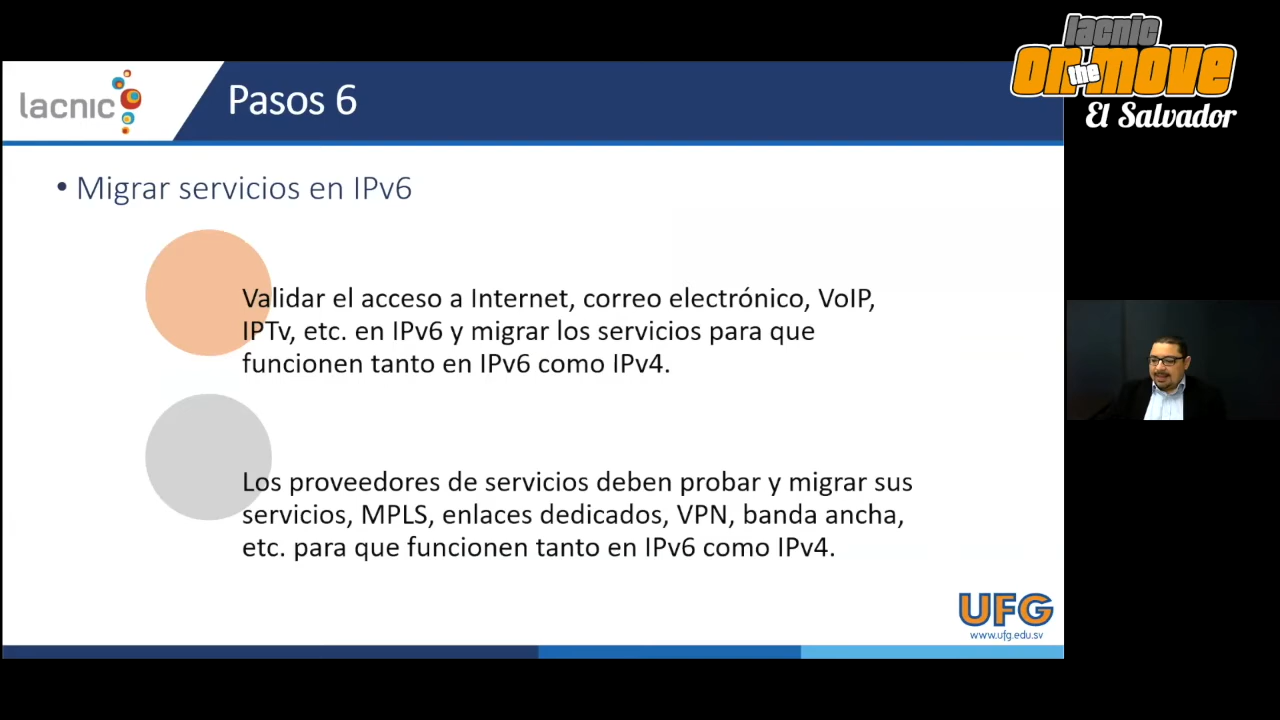 lacnic
on the move
El Salvador
lacnic
Pasos 6
• Migrar servicios en IPv6
Validar el acceso a Internet, correo electrónico, VoIP,
IPTv, etc. en IPv6 y migrar los servicios para que
funcionen tanto en IPv6 como IPv4.
Los proveedores de servicios deben probar y migrar sus
servicios, MPLS, enlaces dedicados, VPN, banda ancha,
etc. para que funcionen tanto en IPv6 como IPv4.
UFG
www.ufg.edu.sv